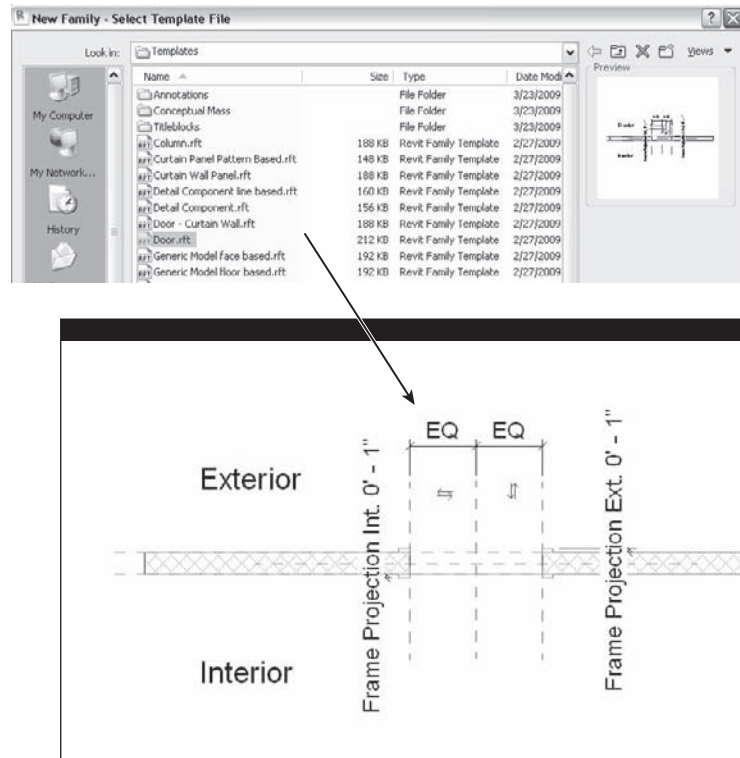 New Family - Select Template File
Look in: Templates Views
Name Size Type Date Modi Preview
My Computer
My Network...
History
Annotations File Folder 3/23/2009
Conceptual Mass File Folder 3/23/2009
Titleblocks File Folder 3/23/2009
Column.rft 188 KB Revit Family Template 2/27/2009
Curtain Panel Pattern Based.rft 148 KB Revit Family Template 2/27/2009
Curtain Wall Panel.rft 188 KB Revit Family Template 2/27/2009
Detail Component line based.rft 160 KB Revit Family Template 2/27/2009
Detail Component.rft 156 KB Revit Family Template 2/27/2009
Door - Curtain Wall.rft 188 KB Revit Family Template 2/27/2009
Door.rft 212 KB Revit Family Template 2/27/2009
Generic Model face based.rft 192 KB Revit Family Template 2/27/2009
Generic Model floor based.rft 192 KB Revit Family Template 2/27/2009
EQ EQ
Exterior
Frame Projection Int. 0' - 1"
Frame Projection Ext. 0' - 1"
Interior